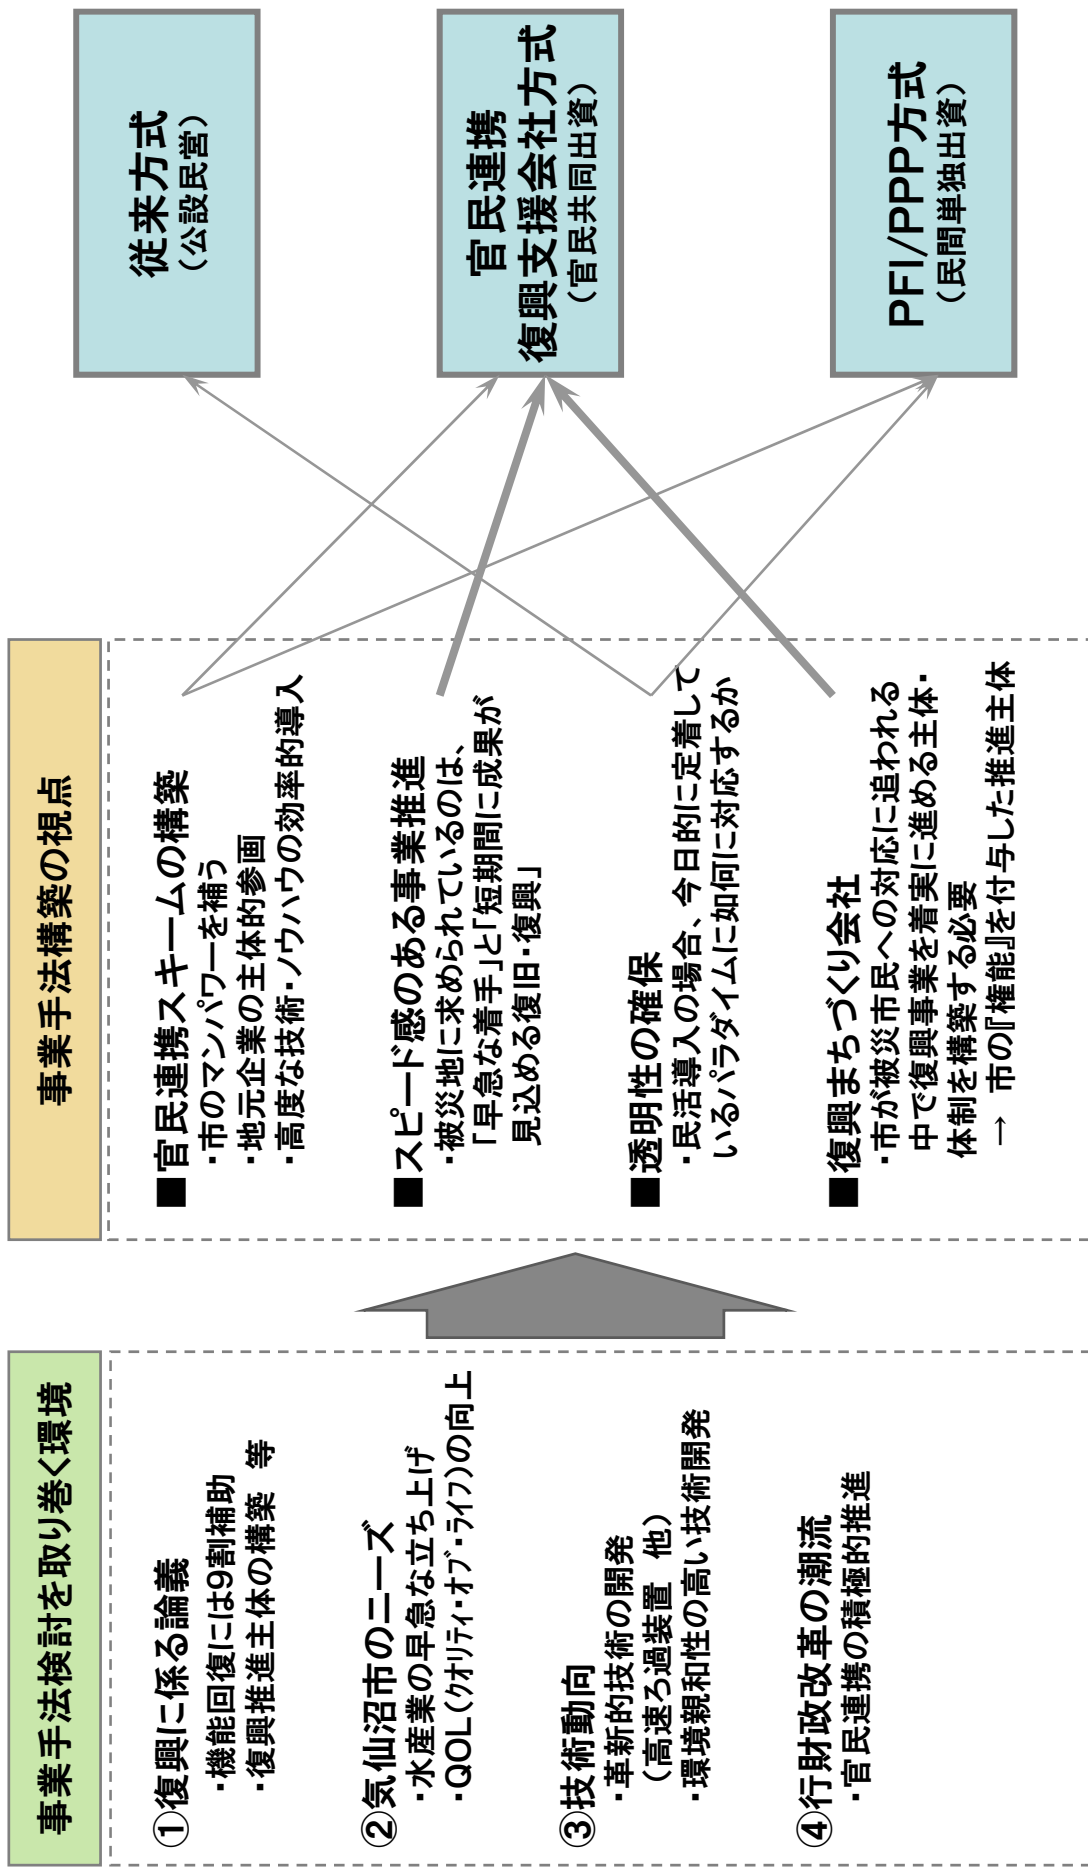 事業手法検討を取り巻く環境
①復興に係る論義
・機能回復には9割補助
・復興推進主体の構築 等
②気仙沼市のニーズ
・水産業の早急な立ち上げ
・QOL(クオリティ・オブ・ライフ)の向上
③技術動向
・革新的技術の開発
(高速ろ過装置 他)
・環境親和性の高い技術開発
④行財政改革の潮流
・官民連携の積極的推進
事業手法構築の視点
■官民連携スキームの構築
・市のマンパワーを補う
・地元企業の主体的参画
・高度な技術・ノウハウの効率的導入
■スピード感のある事業推進
・被災地に求められているのは、
「早急な着手」と「短期間に成果が
見込める復旧・復興」
■透明性の確保
・民活導入の場合、今日的に定着して
いるパラダイムに如何に対応するか
■復興まちづくり会社
・市が被災市民への対応に追われる
中で復興事業を着実に進める主体・
体制を構築する必要
→ 市の『権能』を付与した推進主体
従来方式
(公設民営)
官民連携
復興支援会社方式
(官民共同出資)
PFI/PPP方式
(民間単独出資)